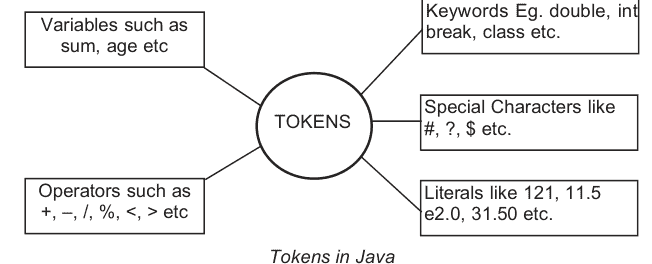 Variables such as
sum, age etc
Keywords Eg. double, int
break, class etc.
TOKENS
Special Characters like
#, ?, $ etc.
Operators such as
+, –, /, %, <, > etc
Literals like 121, 11.5
e2.0, 31.50 etc.
Tokens in Java